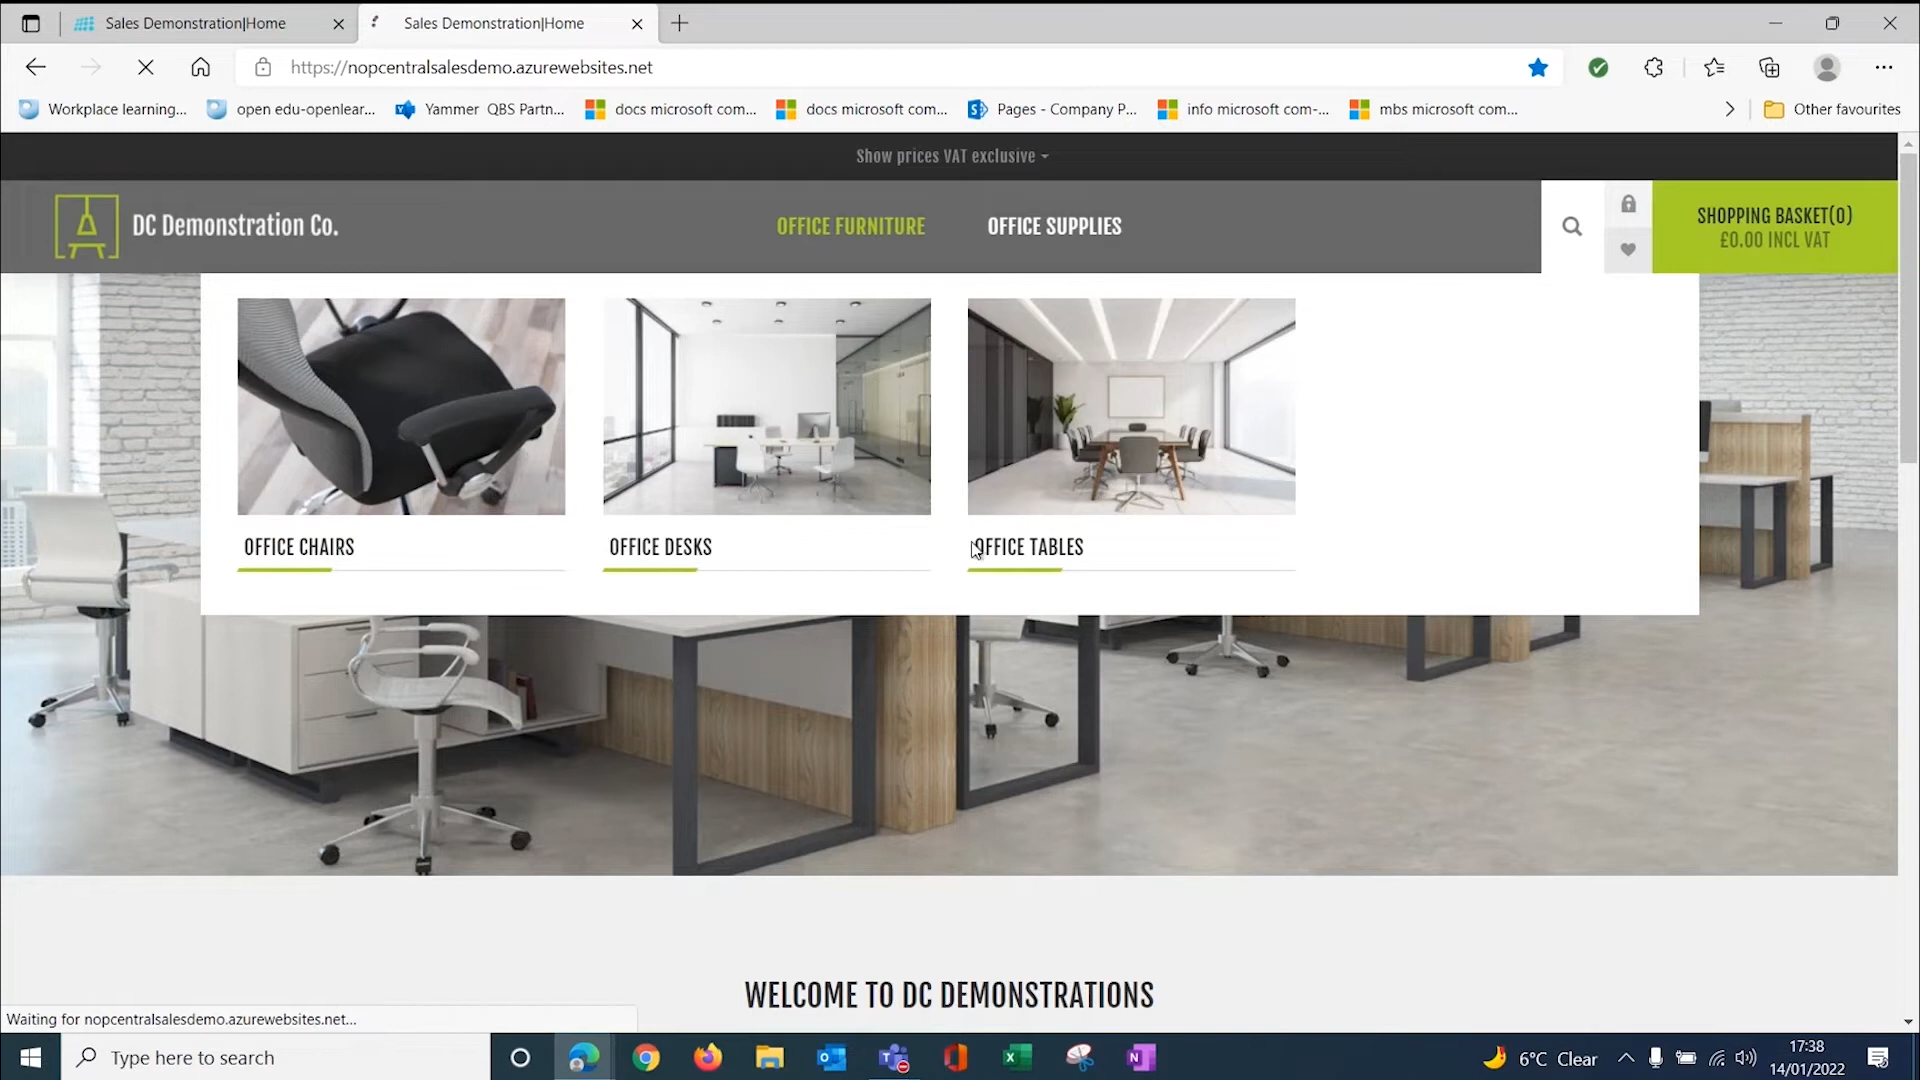 Sales Demonstration|Home
Sales Demonstration|Home
https://nopcentralsalesdemo.azurewebsites.net
Workplace learning...
open edu-openlear...
Yammer QBS Partn...
docs microsoft com...
docs microsoft com...
Pages - Company P...
info microsoft com-...
mbs microsoft com...
Other favourites
Show prices VAT exclusive
DC Demonstration Co.
OFFICE FURNITURE
OFFICE SUPPLIES
SHOPPING BASKET(0)
£0.00 INCL VAT
OFFICE CHAIRS
OFFICE DESKS
OFFICE TABLES
WELCOME TO DC DEMONSTRATIONS
Waiting for nopcentralsalesdemo.azurewebsites.net...
Type here to search
6°C Clear
17:38
14/01/2022